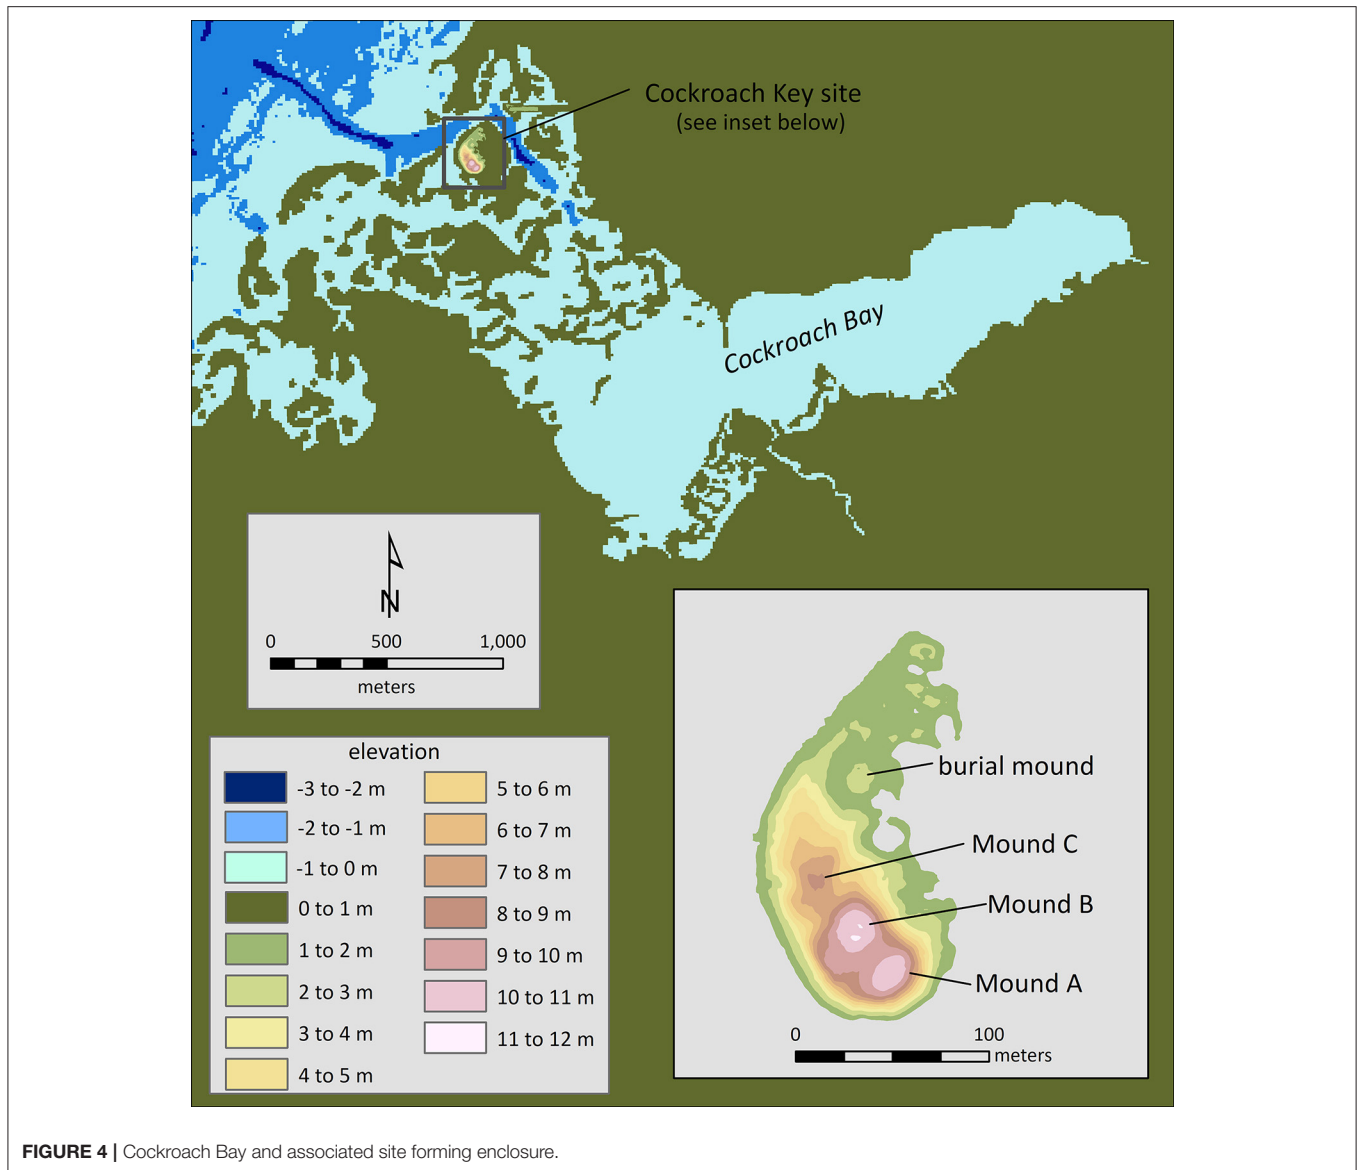 Cockroach Key site
(see inset below)
Cockroach Bay
N
0 500 1,000
meters
elevation
-3 to -2 m
-2 to -1 m
-1 to 0 m
0 to 1 m
1 to 2 m
2 to 3 m
3 to 4 m
4 to 5 m
5 to 6 m
6 to 7 m
7 to 8 m
8 to 9 m
9 to 10 m
10 to 11 m
11 to 12 m
burial mound
Mound C
Mound B
Mound A
0 100
meters
FIGURE 4 | Cockroach Bay and associated site forming enclosure.